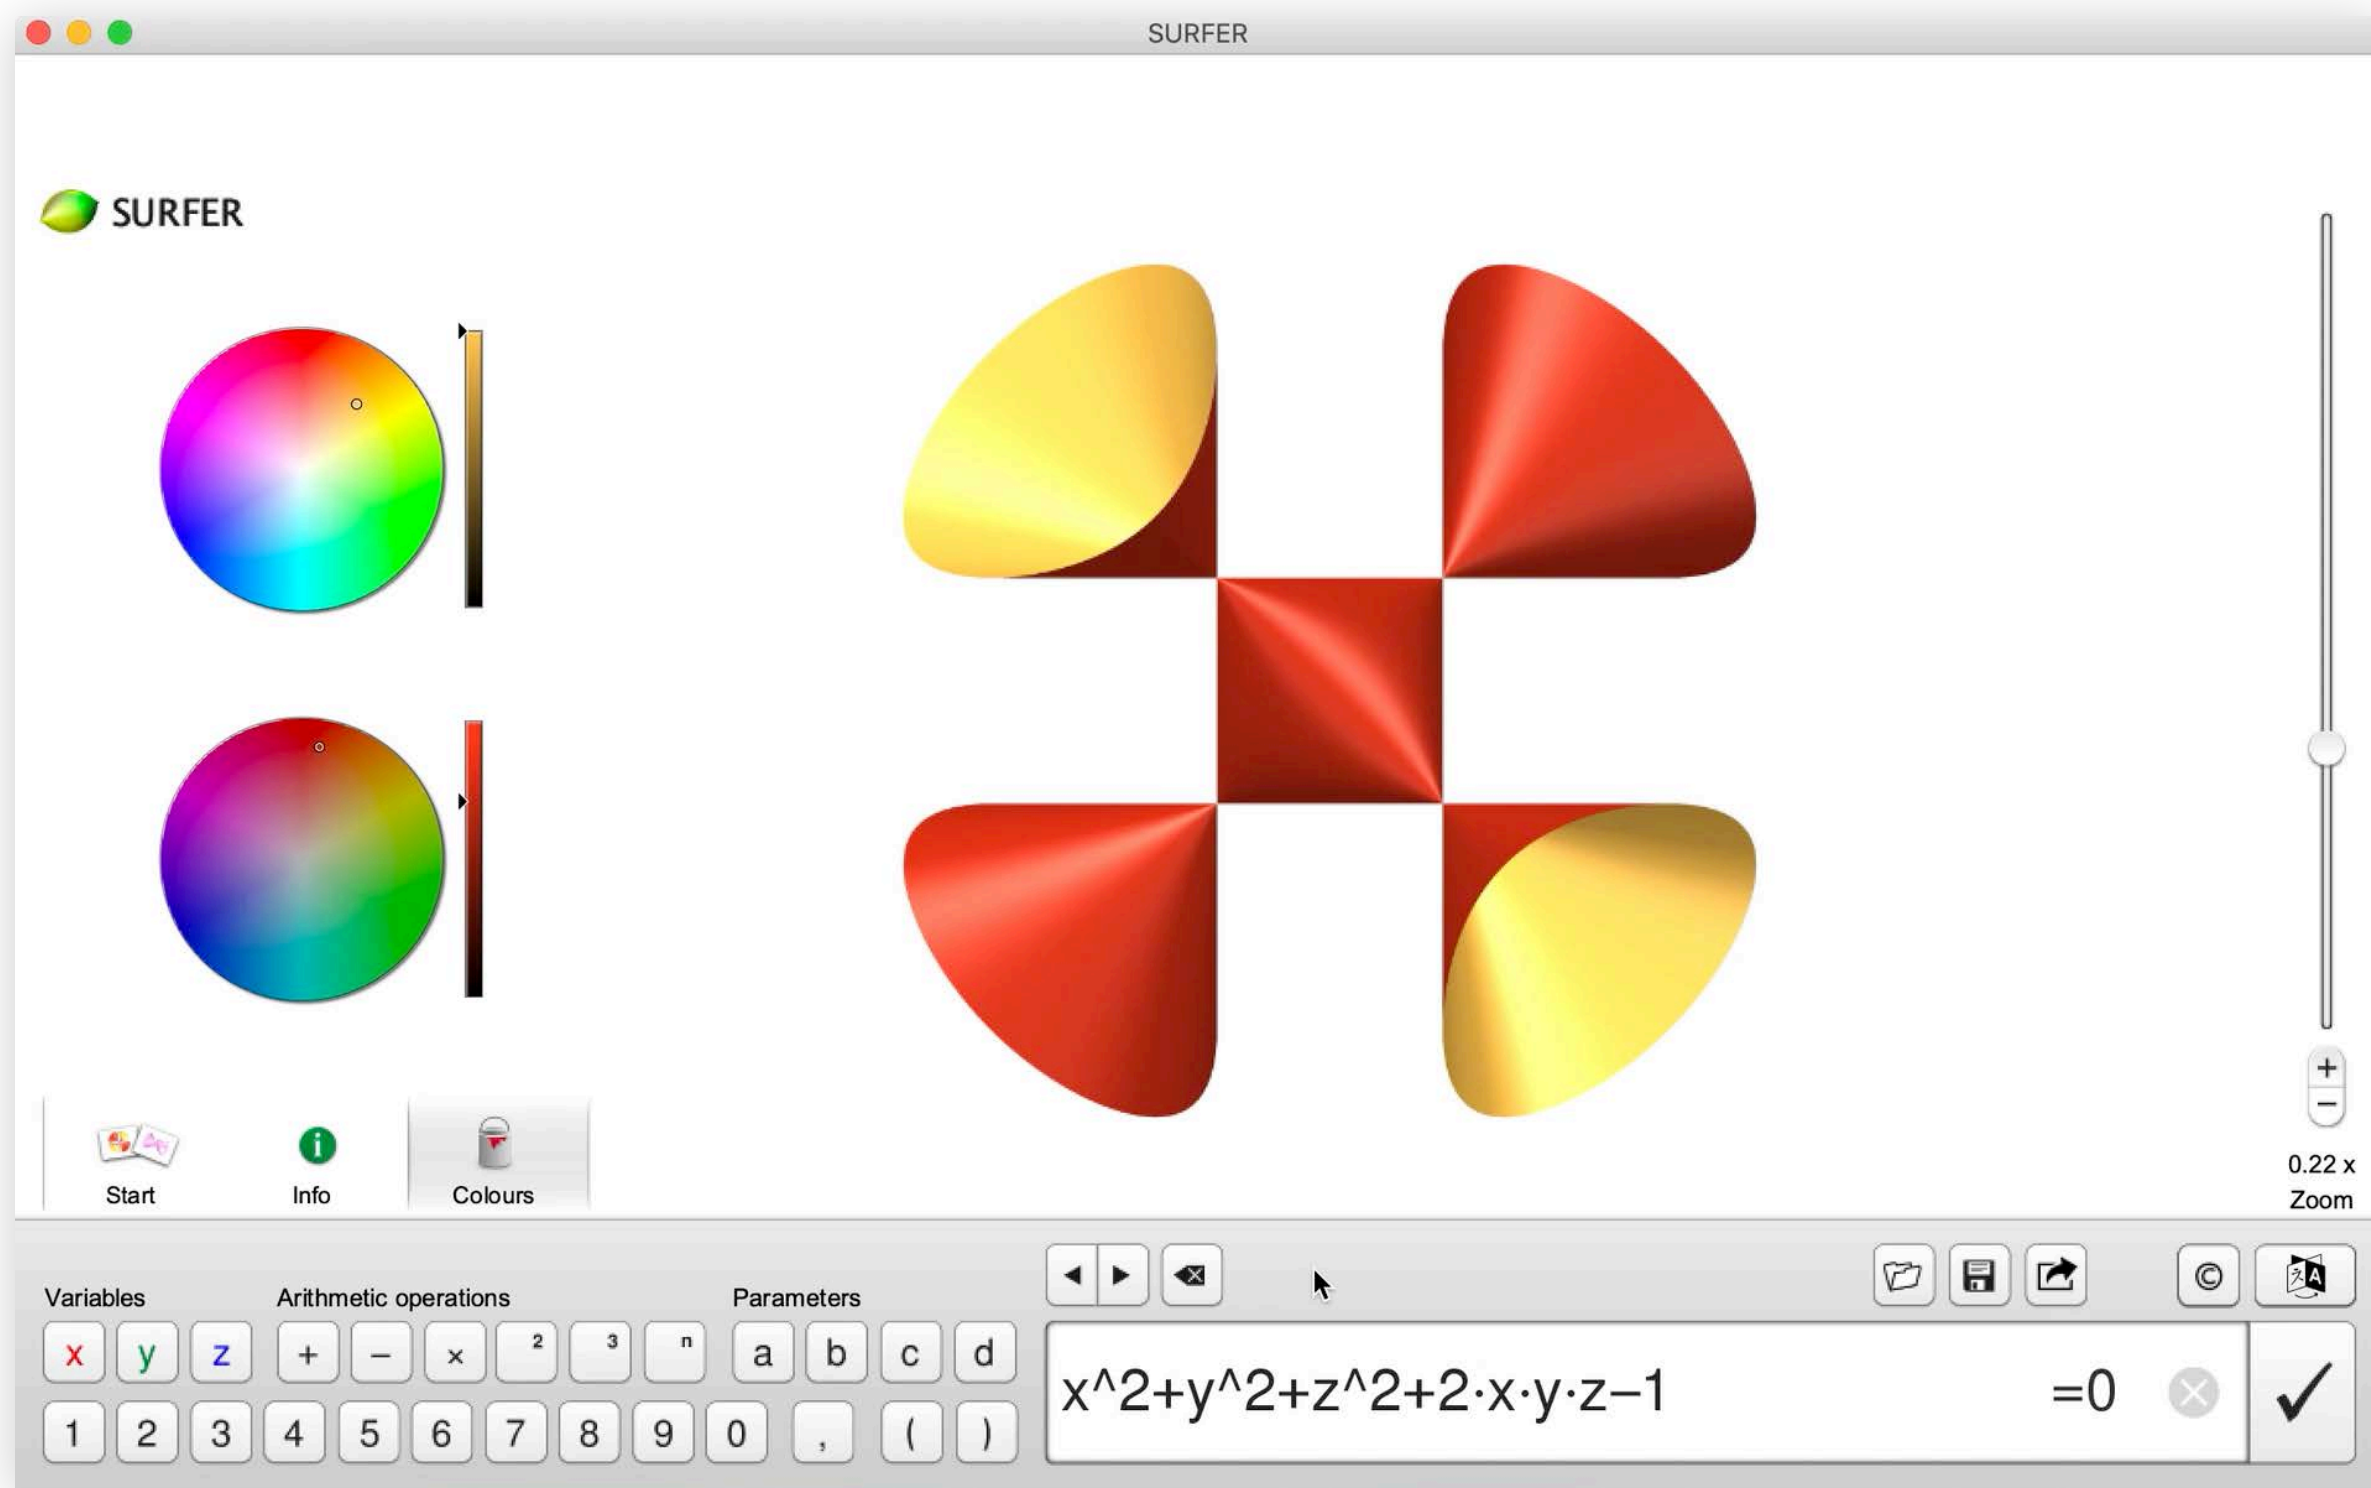 SURFER
SURFER
Start
Info
Colours
+
−
0.22 x
Zoom
Variables
Arithmetic operations
Parameters
x y z + − × 2 3 n a b c d
x^2+y^2+z^2+2·x·y·z−1 =0
1 2 3 4 5 6 7 8 9 0 , ( )